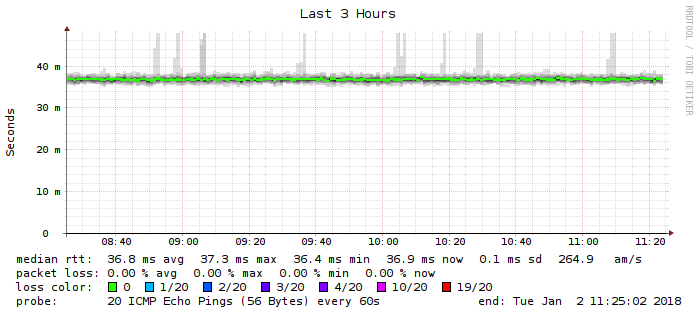 Last 3 Hours
RRDTOOL / TOBI OETIKER
Seconds
40 m
30 m
20 m
10 m
0
08:40 09:00 09:20 09:40 10:00 10:20 10:40 11:00 11:20
median rtt: 36.8 ms avg 37.3 ms max 36.4 ms min 36.9 ms now 0.1 ms sd 264.9 am/s
packet loss: 0.00 % avg 0.00 % max 0.00 % min 0.00 % now
loss color: 0 1/20 2/20 3/20 4/20 10/20 19/20
probe: 20 ICMP Echo Pings (56 Bytes) every 60s end: Tue Jan 2 11:25:02 2018